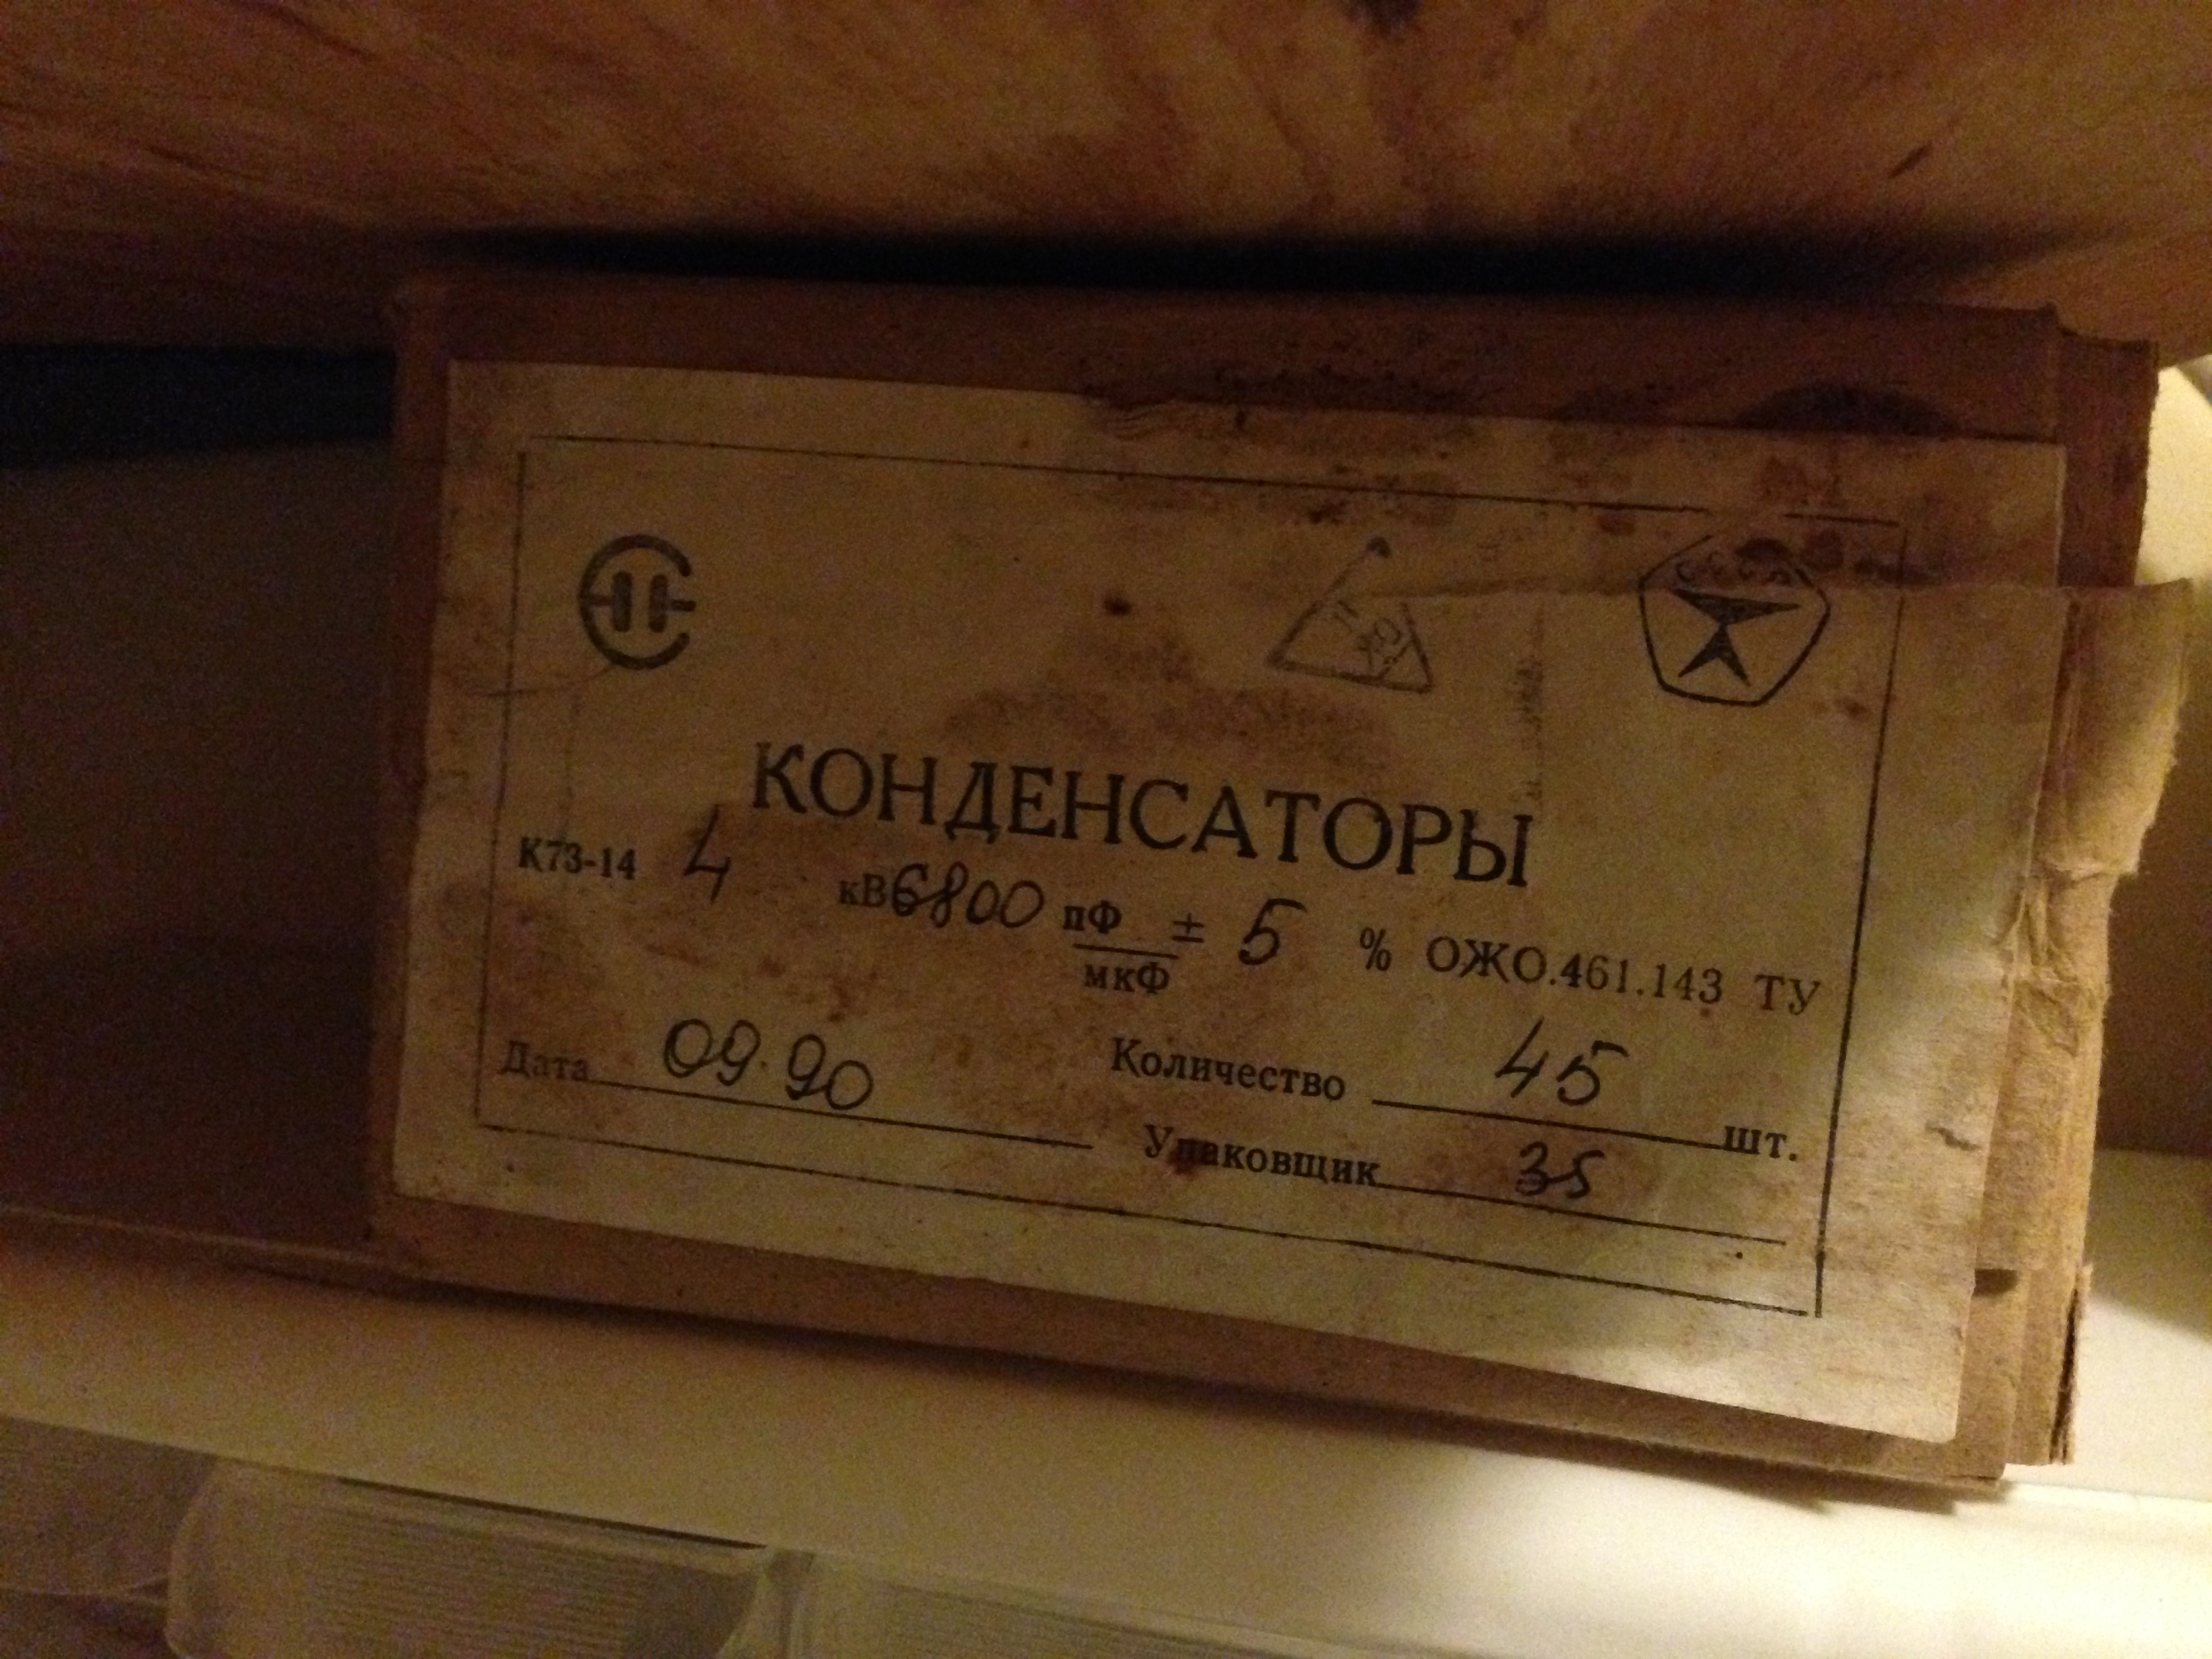 КОНДЕНСАТОРЫ
К73-14 4 кВ 6800 пФ ± 5 % ОЖО.461.143 ТУ
мкФ
Дата 09.90 Количество 45 шт.
Упаковщик 35